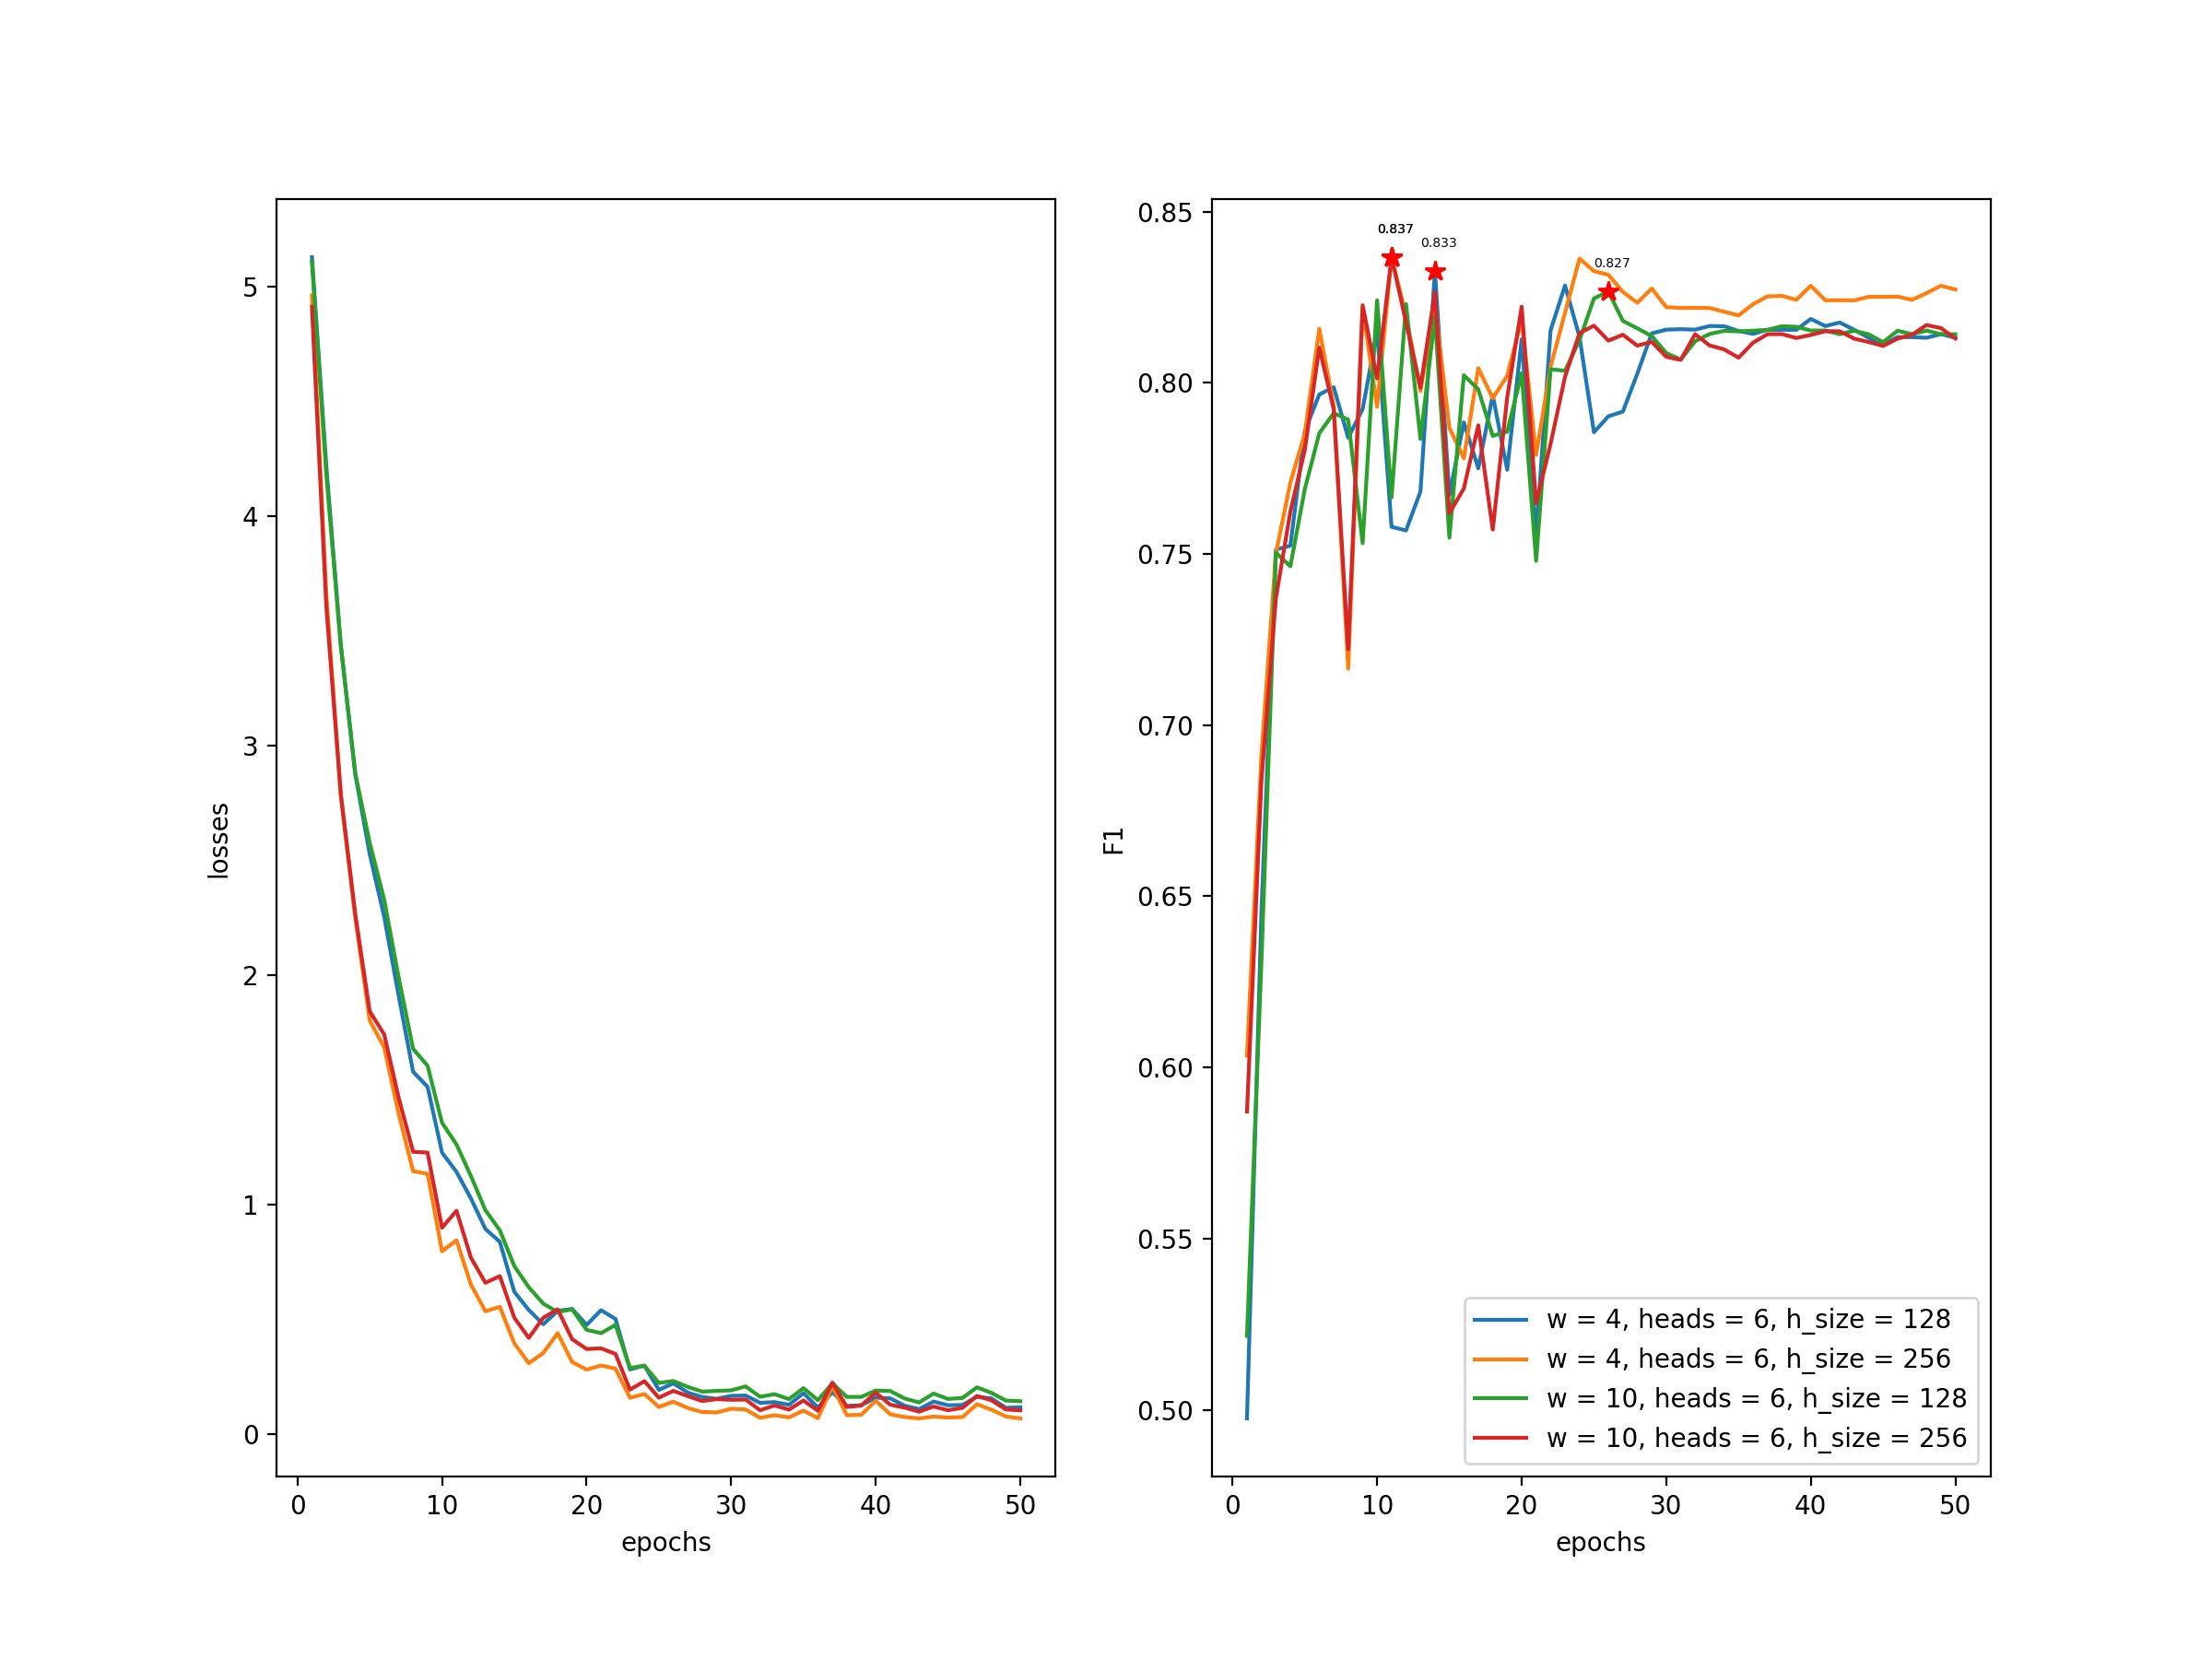 5
4
3
2
1
0
losses
0 10 20 30 40 50
epochs
0.85
0.80
0.75
0.70
0.65
0.60
0.55
0.50
F1
0.837
0.833
0.827
w = 4, heads = 6, h_size = 128
w = 4, heads = 6, h_size = 256
w = 10, heads = 6, h_size = 128
w = 10, heads = 6, h_size = 256
0 10 20 30 40 50
epochs